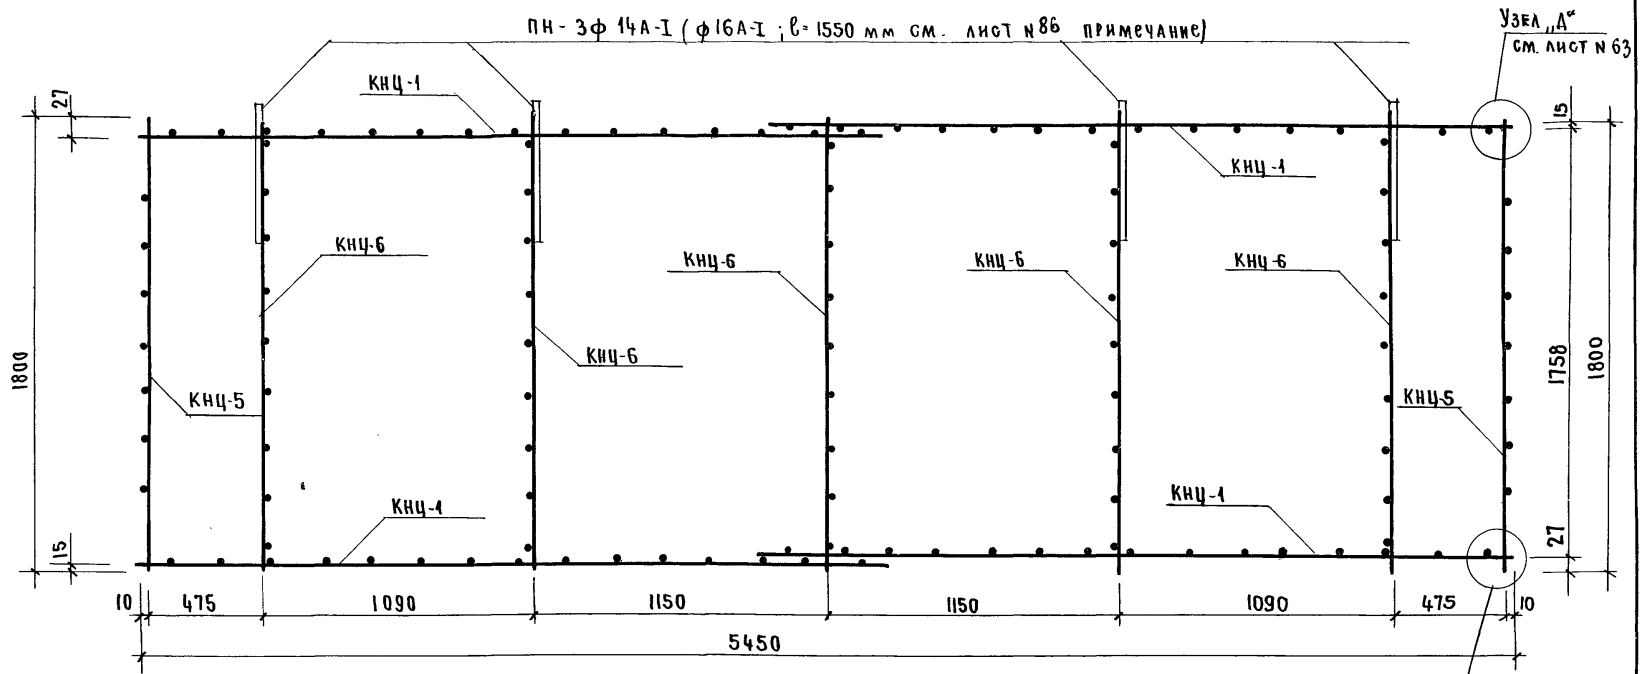 ПН-3ф 14А-I (ф16А-I ; ℓ=1550 мм см. лист N86 примечание)
Узел „А“
см. лист N 63
КНЦ-1
27
15
КНЦ-1
КНЦ-6
КНЦ-6
КНЦ-6
КНЦ-6
КНЦ-6
1800
1758
1800
КНЦ-5
КНЦ-5
КНЦ-1
КНЦ-1
15
27
10
475
1090
1150
1150
1090
475
10
5450